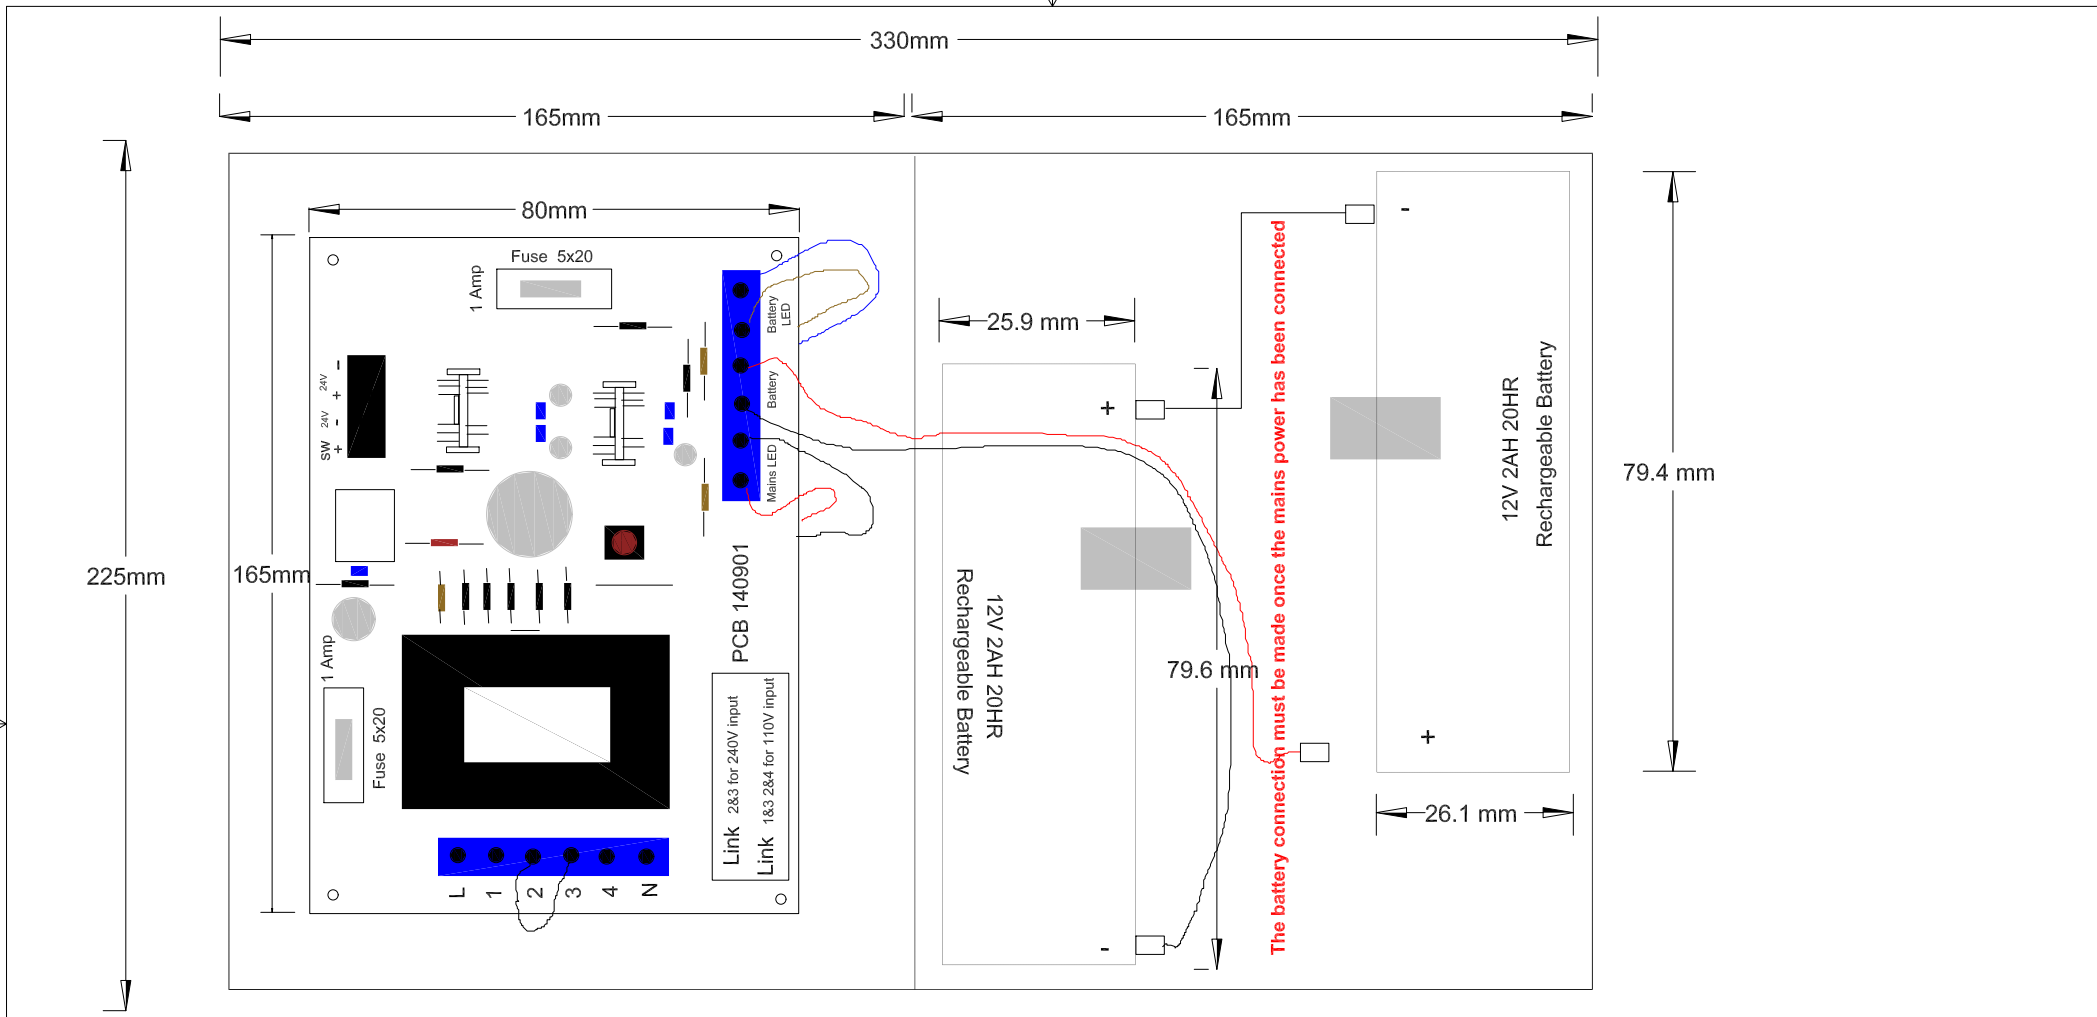 330mm
165mm
165mm
80mm
Fuse 5x20
1 Amp
Battery
LED
Battery
Mains LED
-
24V
+
24V
-
SW
+
225mm
165mm
PCB 140901
1 Amp
Fuse 5x20
Link 2&3 for 240V input
Link 1&3 2&4 for 110V input
L 1 2 3 4 N
25.9 mm
+
12V 2AH 20HR
Rechargeable Battery
-
79.6 mm
The battery connection must be made once the mains power has been connected
-
12V 2AH 20HR
Rechargeable Battery
+
79.4 mm
26.1 mm